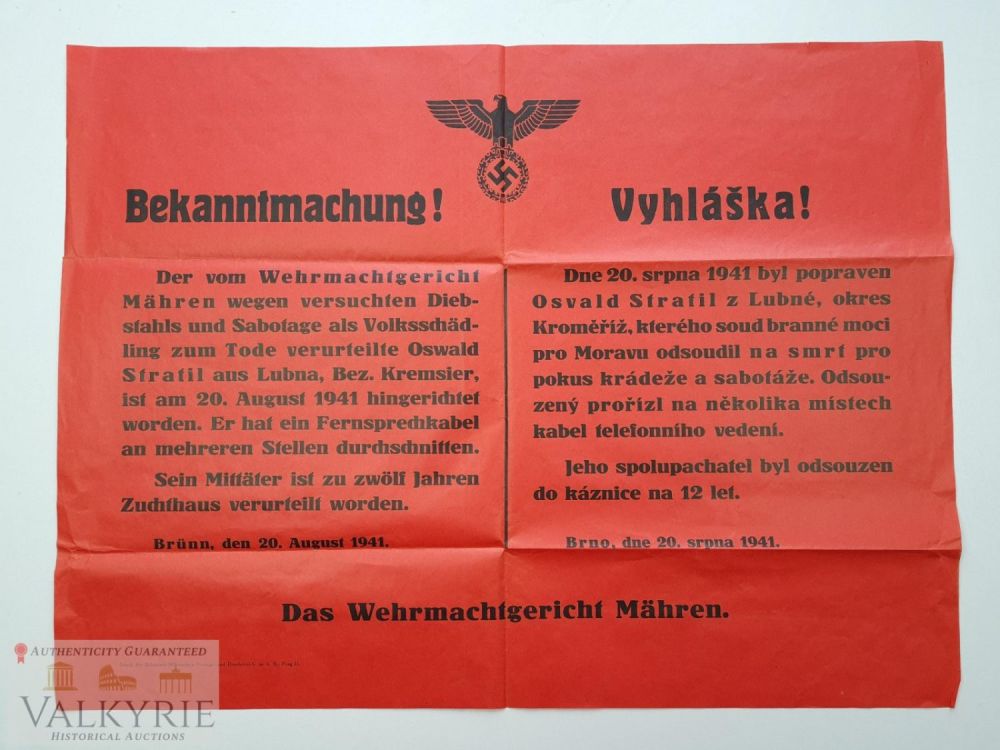 Bekanntmachung!
Der vom Wehrmachtgericht
Mähren wegen versuchten Dieb-
stahls und Sabotage als Volksschäd-
ling zum Tode verurteilte Oswald
Stratil aus Lubna, Bez. Kremsier,
ist am 20. August 1941 hingerichtet
worden. Er hat ein Fernsprechkabel
an mehreren Stellen durchschnitten.
Sein Mittäter ist zu zwölf Jahren
Zuchthaus verurteilt worden.
Brünn, den 20. August 1941.
Vyhláška!
Dne 20. srpna 1941 byl popraven
Osvald Stratil z Lubné, okres
Kroměříž, kterého soud branné moci
pro Moravu odsoudil na smrt pro
pokus krádeže a sabotáže. Odsou-
zený prořízl na několika místech
kabel telefonního vedení.
Jeho spolupachatel byl odsouzen
do káznice na 12 let.
Brno, dne 20. srpna 1941.
Das Wehrmachtgericht Mähren.
AUTHENTICITY GUARANTEED
VALKYRIE
HISTORICAL AUCTIONS